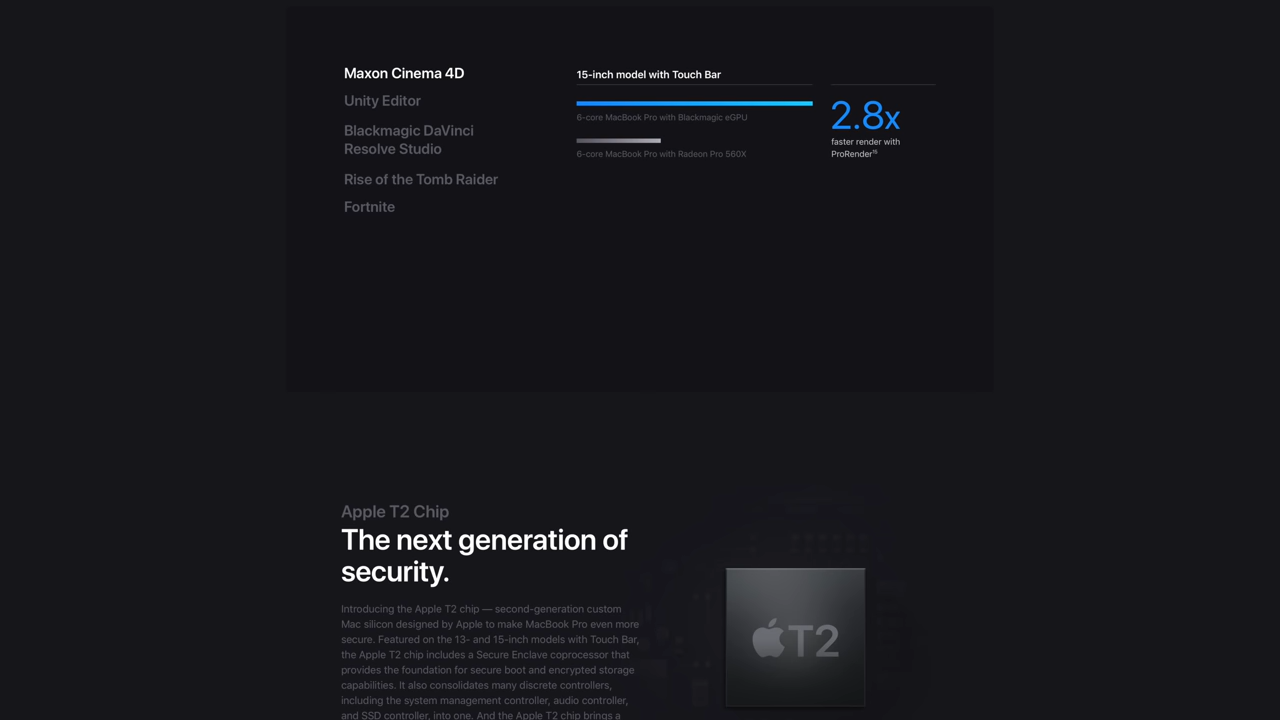 Maxon Cinema 4D
Unity Editor
Blackmagic DaVinci
Resolve Studio
Rise of the Tomb Raider
Fortnite
15-inch model with Touch Bar
6-core MacBook Pro with Blackmagic eGPU
6-core MacBook Pro with Radeon Pro 560X
2.8x
faster render with
ProRender¹⁵
Apple T2 Chip
The next generation of
security.
Introducing the Apple T2 chip — second-generation custom
Mac silicon designed by Apple to make MacBook Pro even more
secure. Featured on the 13- and 15-inch models with Touch Bar,
the Apple T2 chip includes a Secure Enclave coprocessor that
provides the foundation for secure boot and encrypted storage
capabilities. It also consolidates many discrete controllers,
including the system management controller, audio controller,
and SSD controller, into one. And the Apple T2 chip brings a
T2